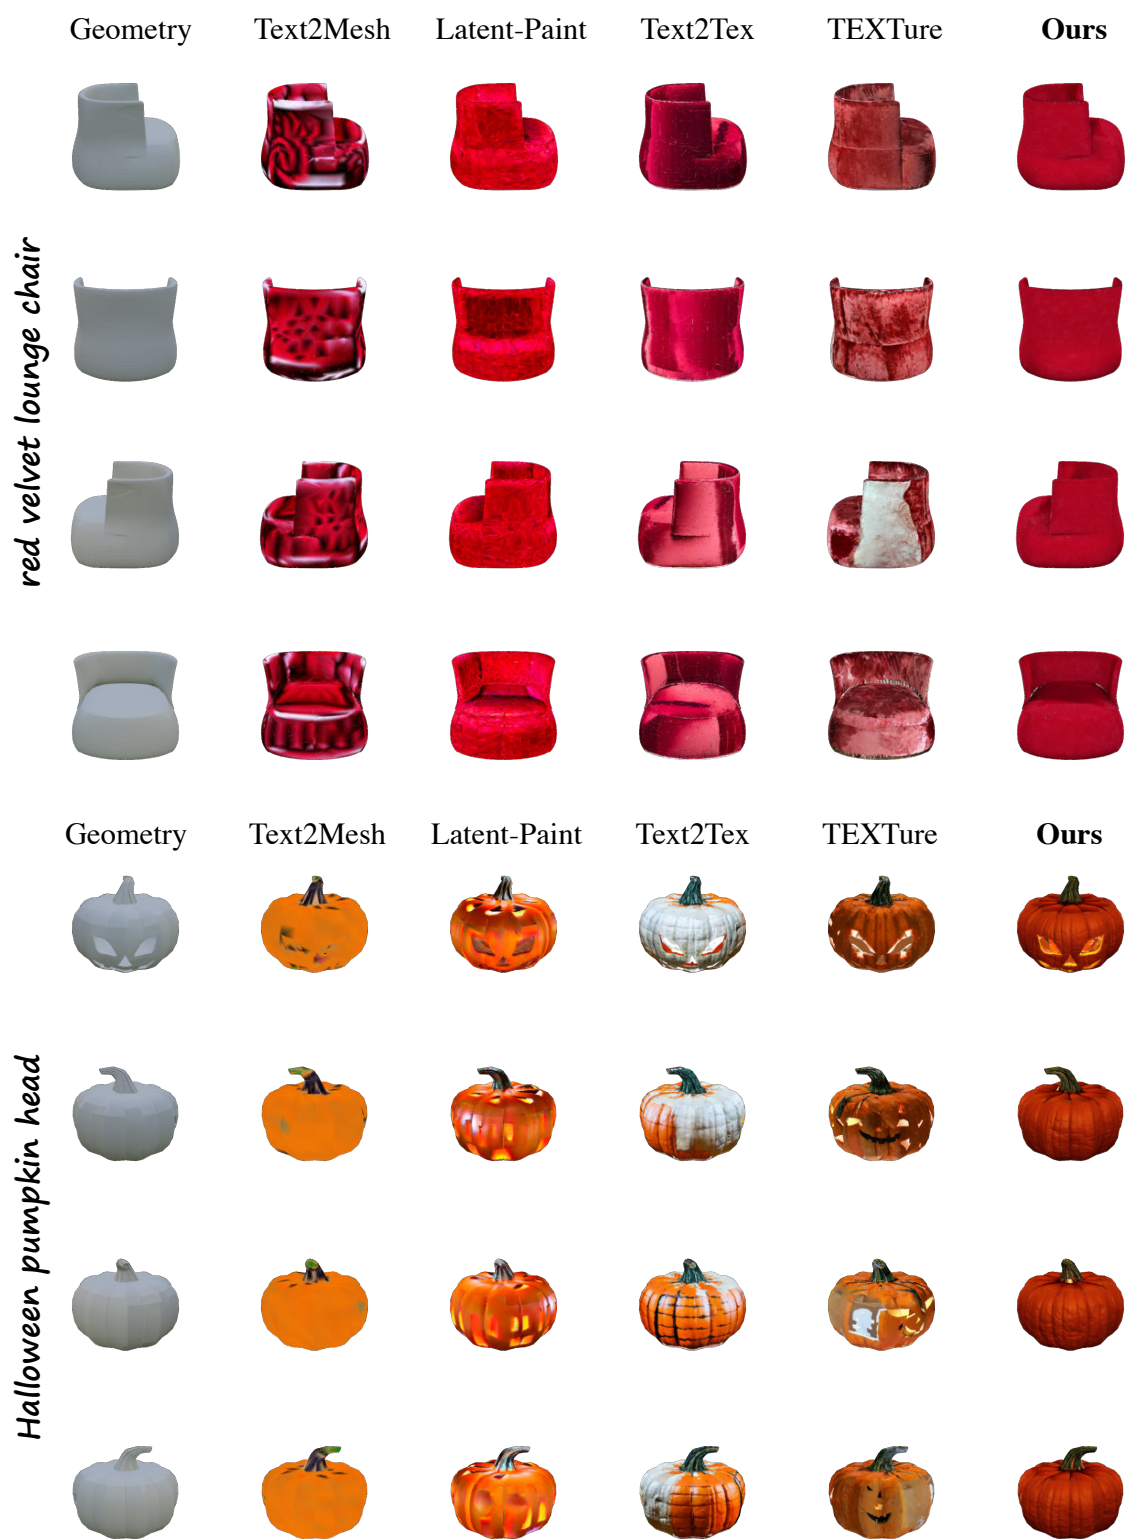 Geometry Text2Mesh Latent-Paint Text2Tex TEXTure Ours
red velvet lounge chair
Geometry Text2Mesh Latent-Paint Text2Tex TEXTure Ours
Halloween pumpkin head